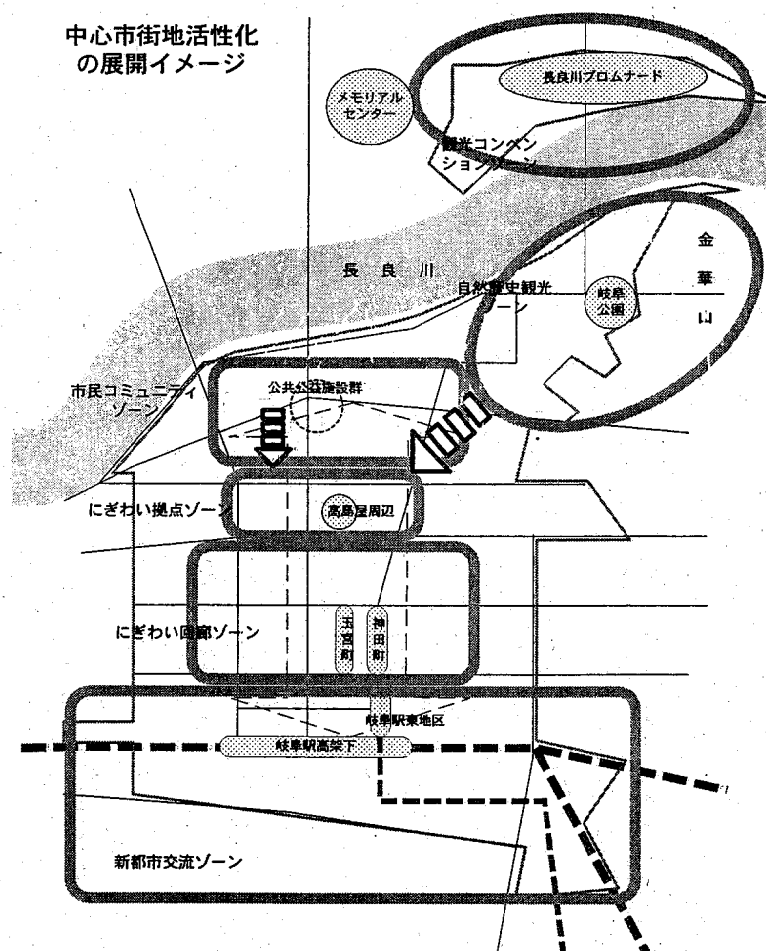 中心市街地活性化
の展開イメージ
長良川プロムナード
メモリアル
センター
観光コンベン
ションゾーン
金華山
長良川
自然歴史観光
ゾーン
岐阜
公園
公共公益施設群
市民コミュニティ
ゾーン
にぎわい拠点ゾーン
高島屋周辺
にぎわい回廊ゾーン
玉宮町
神田町
岐阜駅東地区
岐阜駅高架下
新都市交流ゾーン